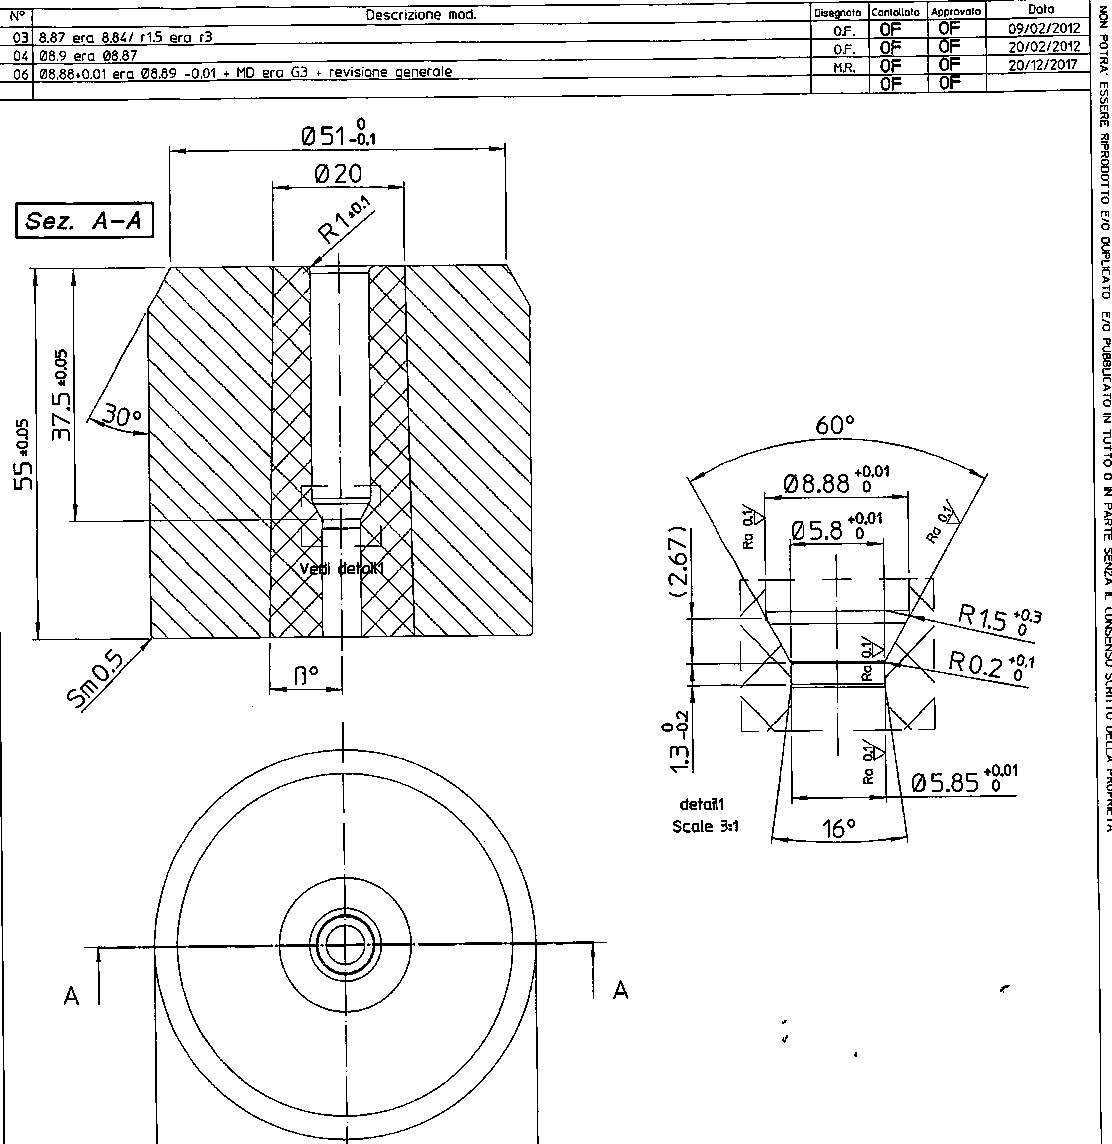 N° Descrizione mod. Disegnato Contollato Approvato Data
03 8.87 era 8.84/ r1.5 era r3 O.F. OF OF 09/02/2012
04 Ø8.9 era Ø8.87 O.F. OF OF 20/02/2012
06 Ø8.88+0.01 era Ø8.89 -0.01 + MD era G3 + revisione generale M.R. OF OF 20/12/2017
OF OF
NON POTRA' ESSERE RIPRODOTTO E/O DUPLICATO E/O PUBBLICATO IN TUTTO O IN PARTE SENZA IL CONSENSO SCRITTO DELLA PROPRIETA'
Ø51 0 -0.1
Ø20
Sez. A-A
R1±0.1
30°
37.5 ±0.05
55 ±0.05
Vedi detail1
Sm0.5
ß°
60°
Ø8.88 +0.01 0
Ø5.8 +0.01 0
Ra 0.1
Ra 0.1
(2.67)
R1.5 +0.3 0
R0.2 +0.1 0
Ra 0.1
1.3 0 -0.2
Ra 0.1
Ø5.85 +0.01 0
detail1
Scale 3:1
16°
A A